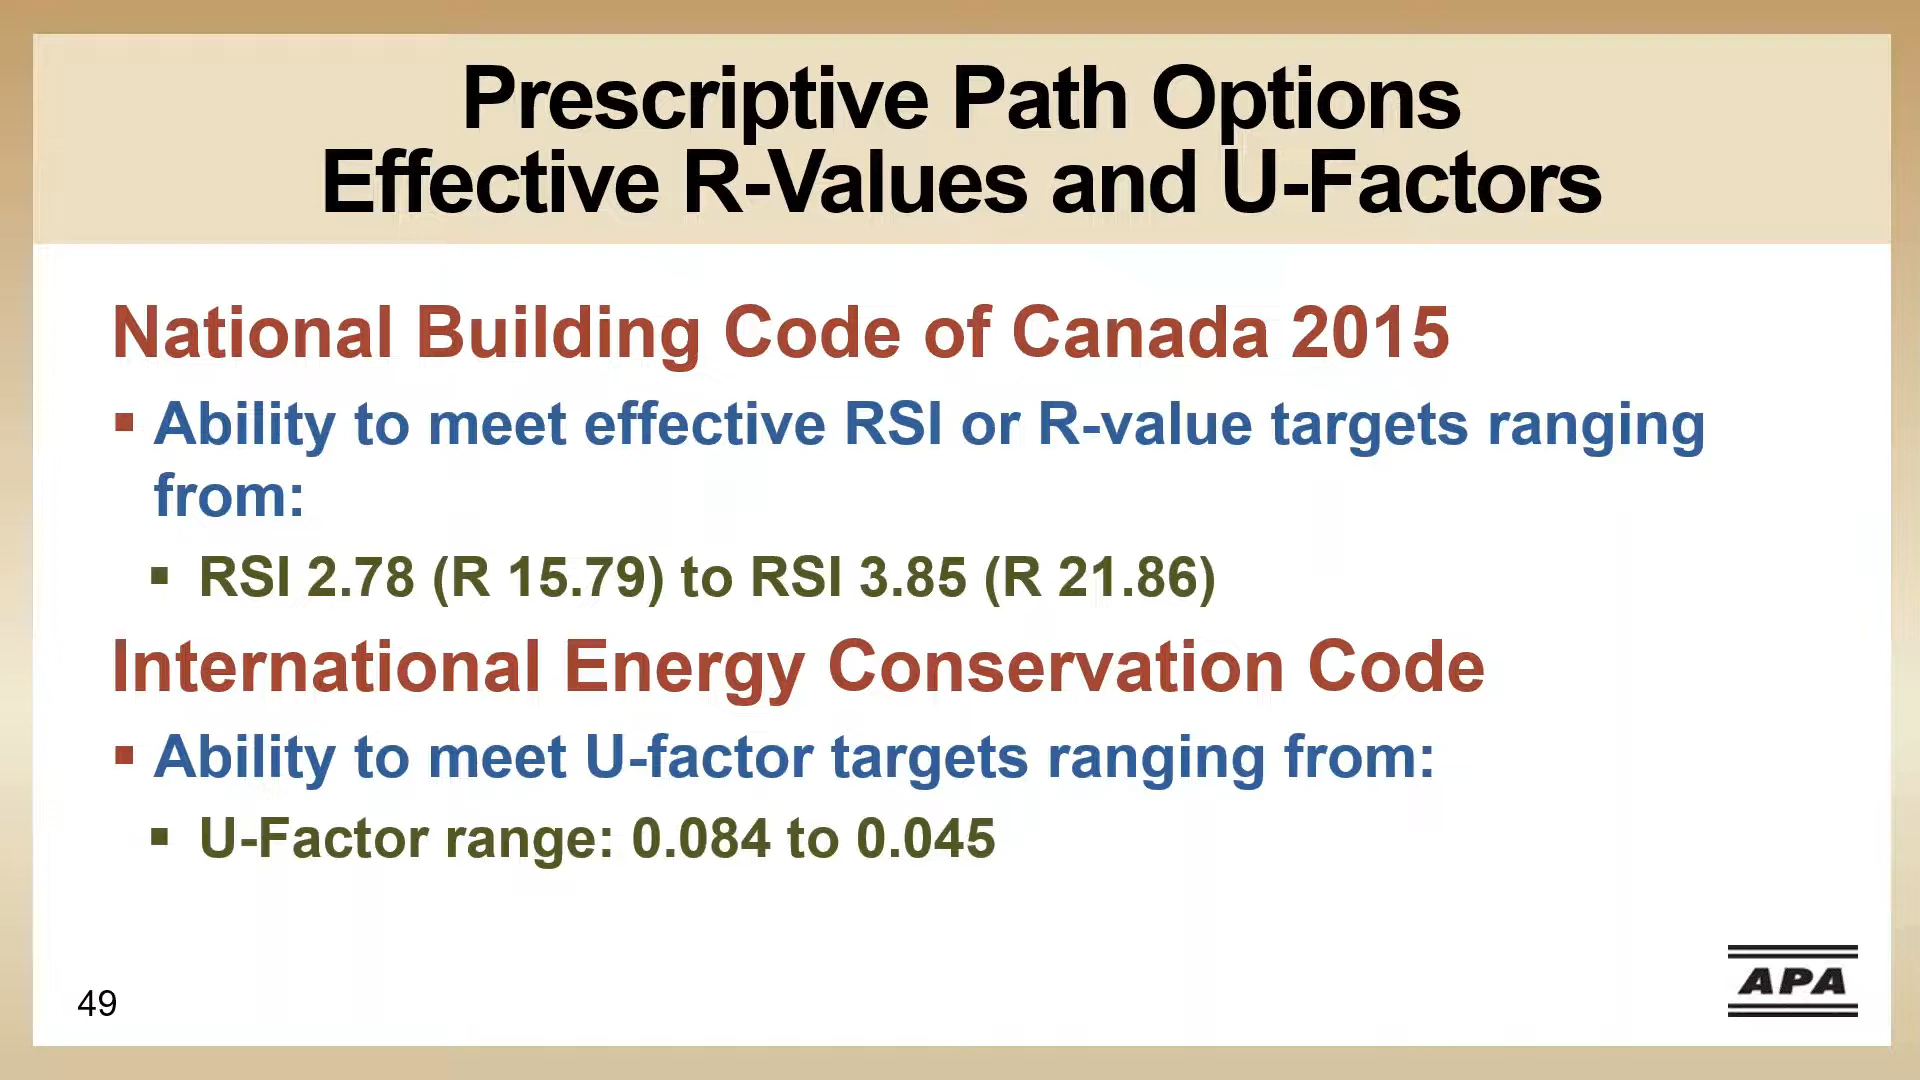 Prescriptive Path Options
Effective R-Values and U-Factors
National Building Code of Canada 2015
▪ Ability to meet effective RSI or R-value targets ranging
from:
▪ RSI 2.78 (R 15.79) to RSI 3.85 (R 21.86)
International Energy Conservation Code
▪ Ability to meet U-factor targets ranging from:
▪ U-Factor range: 0.084 to 0.045
49
APA